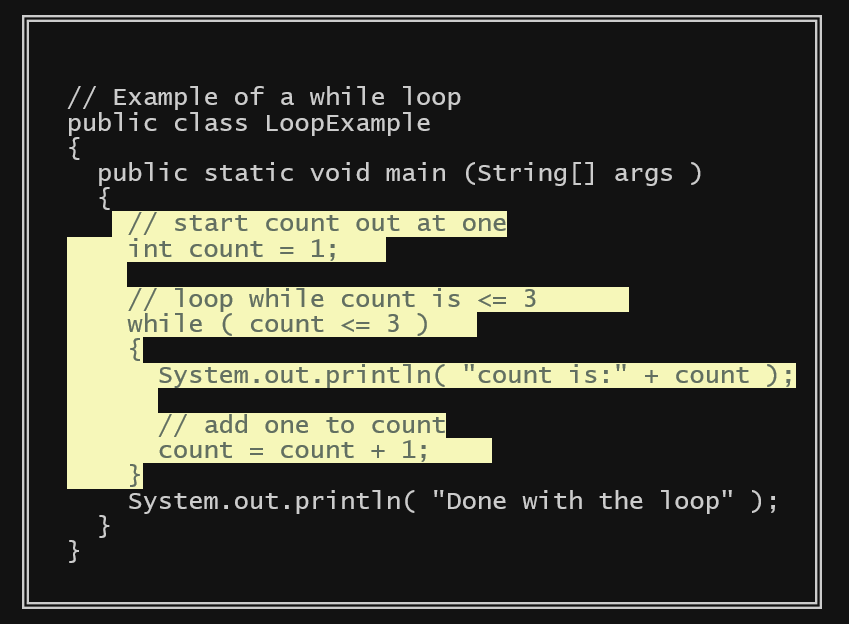 // Example of a while loop
public class LoopExample
{
  public static void main (String[] args )
  {
    // start count out at one
    int count = 1;

    // loop while count is <= 3
    while ( count <= 3 )
    {
      System.out.println( "count is:" + count );

      // add one to count
      count = count + 1;
    }
    System.out.println( "Done with the loop" );
  }
}